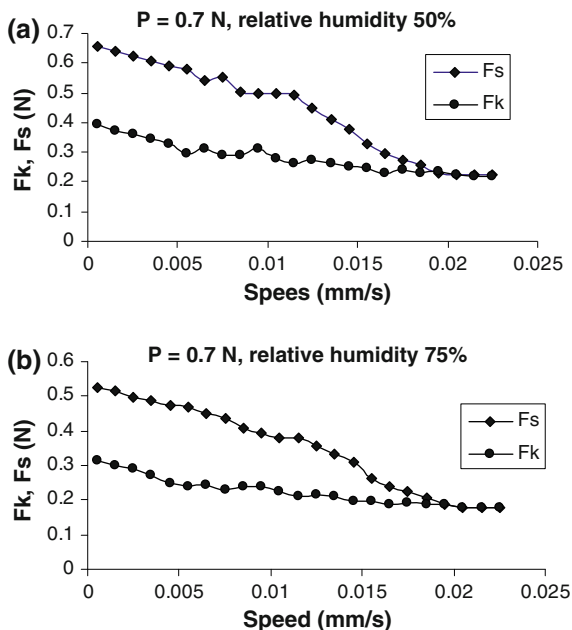 (a)
P = 0.7 N, relative humidity 50%
Fk, Fs (N)
0.7
0.6
0.5
0.4
0.3
0.2
0.1
0
Fs
Fk
0 0.005 0.01 0.015 0.02 0.025
Spees (mm/s)
(b)
P = 0.7 N, relative humidity 75%
Fk, Fs (N)
0.6
0.5
0.4
0.3
0.2
0.1
0
Fs
Fk
0 0.005 0.01 0.015 0.02 0.025
Speed (mm/s)